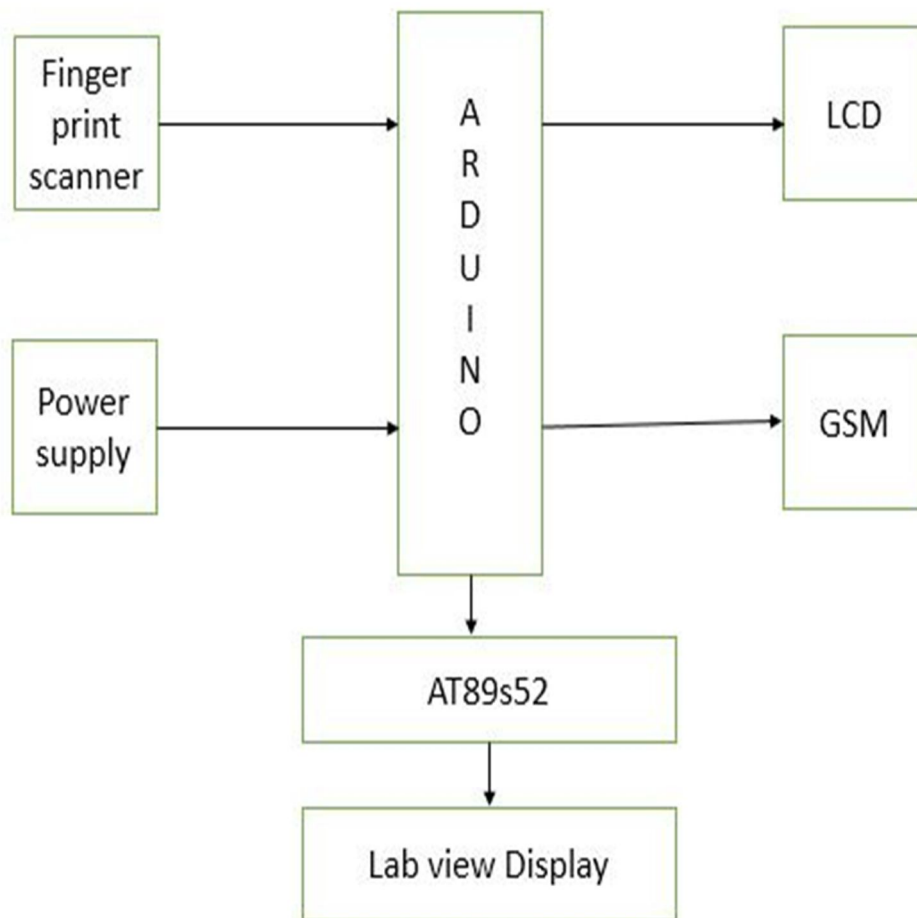 Finger
print
scanner
A
R
D
U
I
N
O
LCD
Power
supply
GSM
AT89s52
Lab view Display